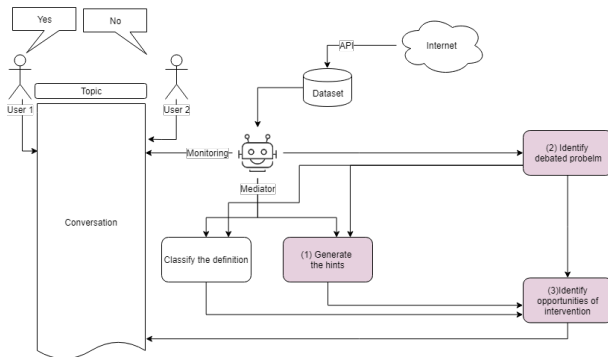 Yes
No
API
Internet
Dataset
User 1
User 2
Topic
Monitoring
Mediator
(2) Identify
debated probelm
Conversation
Classify the definition
(1) Generate
the hints
(3)Identify
opportunities of
intervention